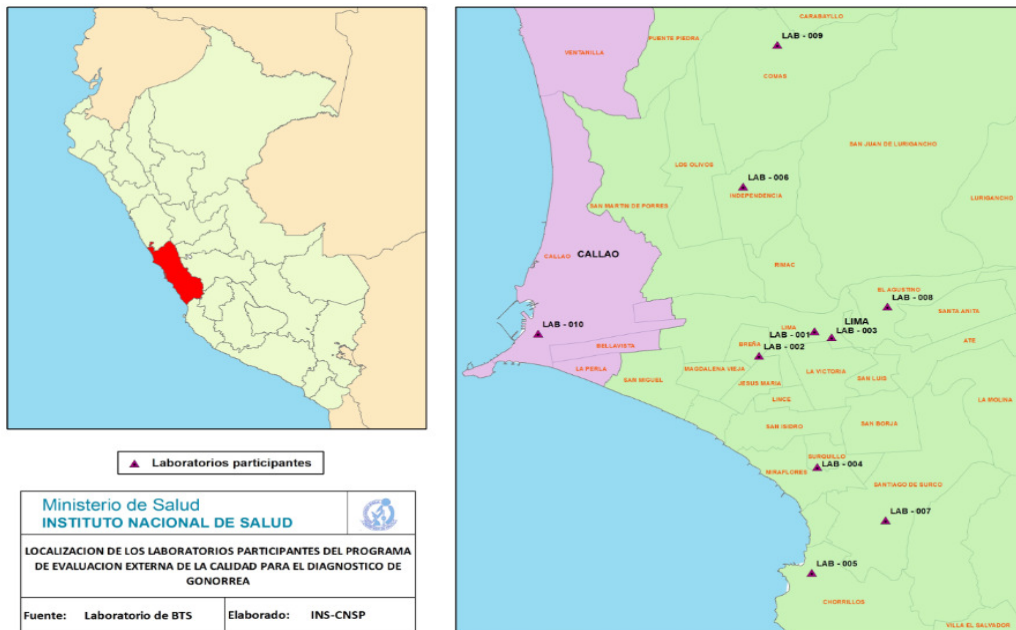 Laboratorios participantes
Ministerio de Salud
INSTITUTO NACIONAL DE SALUD
LOCALIZACION DE LOS LABORATORIOS PARTICIPANTES DEL PROGRAMA
DE EVALUACION EXTERNA DE LA CALIDAD PARA EL DIAGNOSTICO DE
GONORREA
Fuente: Laboratorio de BTS
Elaborado: INS-CNSP
CARABAYLLO
PUENTE PIEDRA
LAB - 009
VENTANILLA
COMAS
SAN JUAN DE LURIGANCHO
LOS OLIVOS
LAB - 006
INDEPENDENCIA
LURIGANCHO
SAN MARTIN DE PORRES
CALLAO
CALLAO
RIMAC
EL AGUSTINO
LAB - 008
SANTA ANITA
LIMA
LIMA
LAB - 001
LAB - 003
LAB - 010
BELLAVISTA
BREÑA
LAB - 002
ATE
LA PERLA
SAN MIGUEL
MAGDALENA VIEJA
JESUS MARIA
LA VICTORIA
SAN LUIS
LINCE
LA MOLINA
SAN ISIDRO
SAN BORJA
SURQUILLO
LAB - 004
MIRAFLORES
SANTIAGO DE SURCO
LAB - 007
LAB - 005
CHORRILLOS
VILLA EL SALVADOR